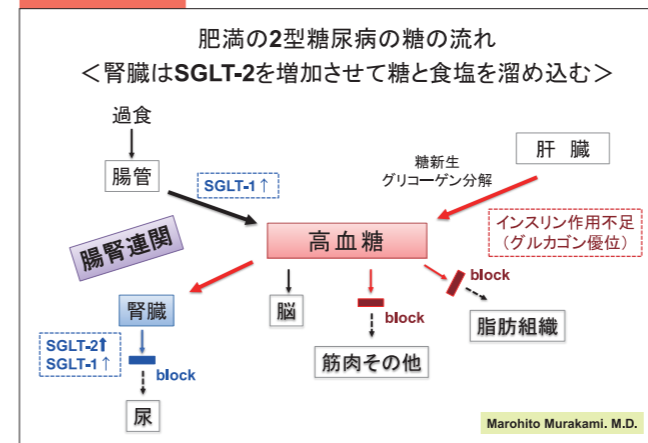 肥満の2型糖尿病の糖の流れ
＜腎臓はSGLT-2を増加させて糖と食塩を溜め込む＞
過食
腸管
SGLT-1↑
糖新生
グリコーゲン分解
肝 臓
インスリン作用不足
（グルカゴン優位）
腸腎連関
高血糖
block
腎臓
脳
block
脂肪組織
SGLT-2⬆
SGLT-1↑
block
筋肉その他
尿
Marohito Murakami. M.D.